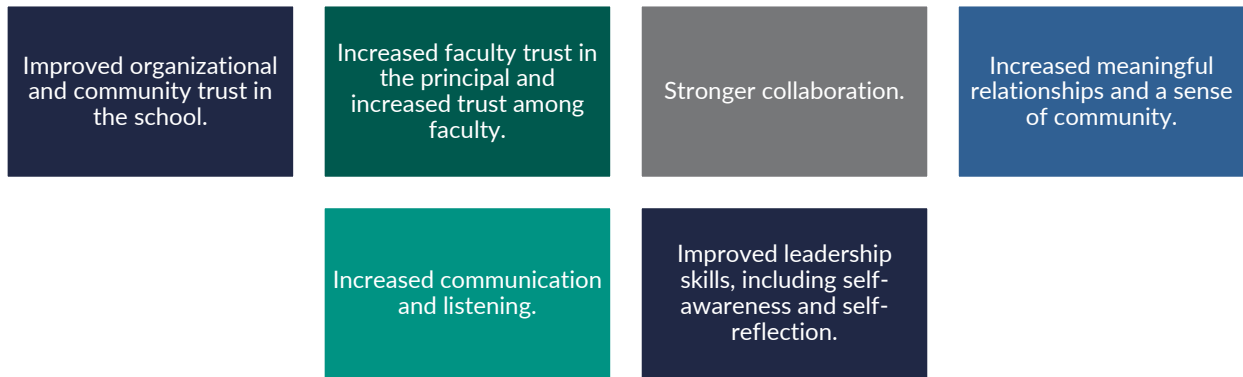 Improved organizational
and community trust in
the school.
Increased faculty trust in
the principal and
increased trust among
faculty.
Stronger collaboration.
Increased meaningful
relationships and a sense
of community.
Increased communication
and listening.
Improved leadership
skills, including self-
awareness and self-
reflection.